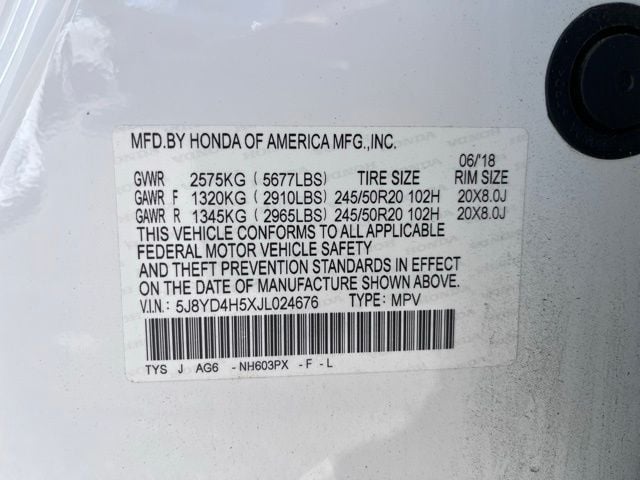 MFD.BY HONDA OF AMERICA MFG.,INC.
06/'18
GVWR 2575KG ( 5677LBS) TIRE SIZE RIM SIZE
GAWR F 1320KG ( 2910LBS) 245/50R20 102H 20X8.0J
GAWR R 1345KG ( 2965LBS) 245/50R20 102H 20X8.0J
THIS VEHICLE CONFORMS TO ALL APPLICABLE
FEDERAL MOTOR VEHICLE SAFETY
AND THEFT PREVENTION STANDARDS IN EFFECT
ON THE DATE OF MANUFACTURE SHOWN ABOVE.
V.I.N.: 5J8YD4H5XJL024676 TYPE: MPV
TYS J AG6 - NH603PX - F - L